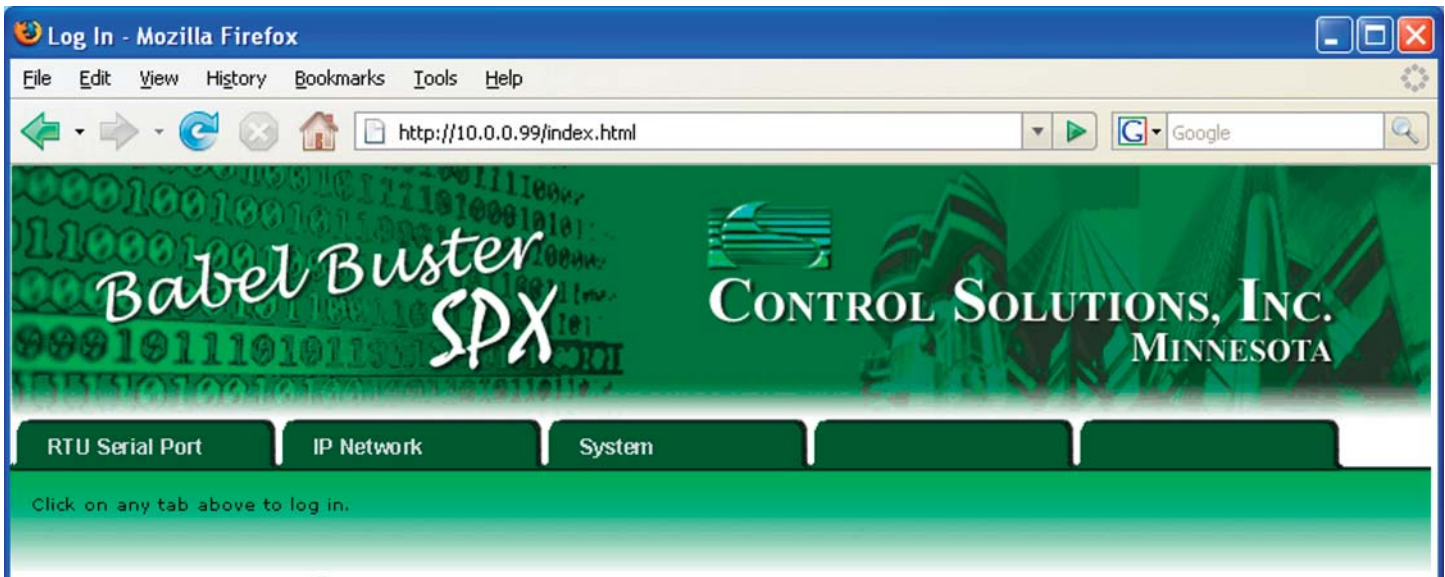 Log In - Mozilla Firefox
File Edit View History Bookmarks Tools Help
http://10.0.0.99/index.html
G Google
Babel Buster
SPX
CONTROL SOLUTIONS, INC.
MINNESOTA
RTU Serial Port IP Network System
Click on any tab above to log in.